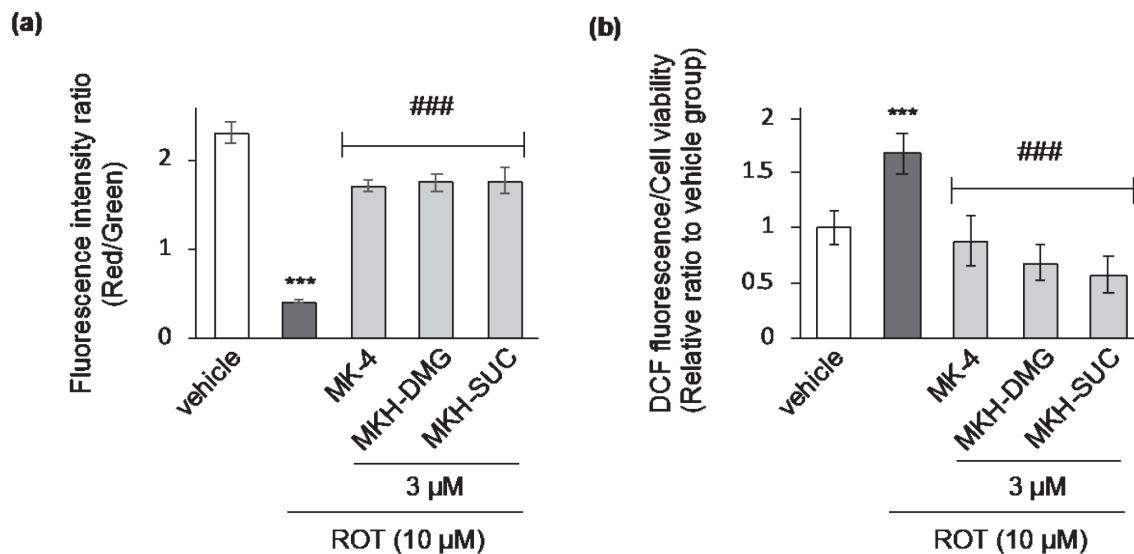 (a)
Fluorescence intensity ratio
(Red/Green)
2
1
0
***
###
vehicle
MK-4
MKH-DMG
MKH-SUC
3 μM
ROT (10 μM)
(b)
DCF fluorescence/Cell viability
(Relative ratio to vehicle group)
2
1.5
1
0.5
0
***
###
vehicle
MK-4
MKH-DMG
MKH-SUC
3 μM
ROT (10 μM)